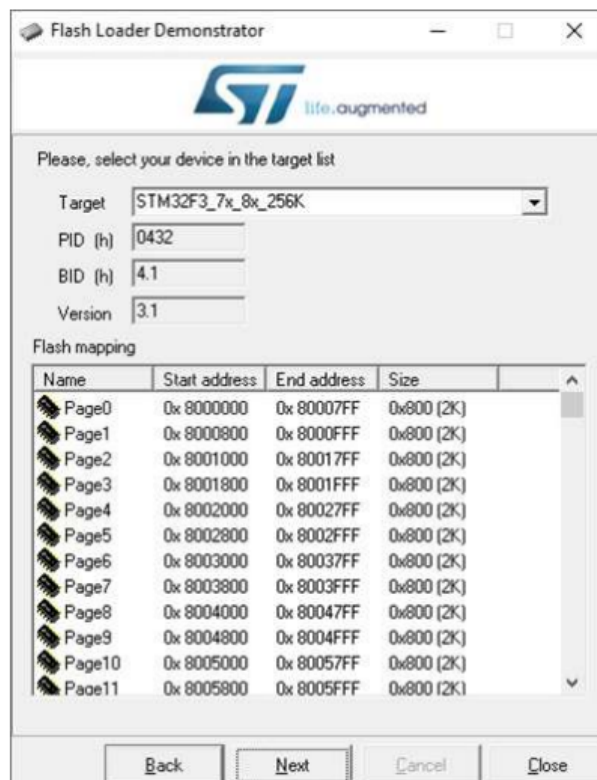 Flash Loader Demonstrator
ST life.augmented
Please, select your device in the target list
Target STM32F3_7x_8x_256K
PID (h) 0432
BID (h) 4.1
Version 3.1
Flash mapping
Name Start address End address Size
Page0 0x 8000000 0x 80007FF 0x800 (2K)
Page1 0x 8000800 0x 8000FFF 0x800 (2K)
Page2 0x 8001000 0x 80017FF 0x800 (2K)
Page3 0x 8001800 0x 8001FFF 0x800 (2K)
Page4 0x 8002000 0x 80027FF 0x800 (2K)
Page5 0x 8002800 0x 8002FFF 0x800 (2K)
Page6 0x 8003000 0x 80037FF 0x800 (2K)
Page7 0x 8003800 0x 8003FFF 0x800 (2K)
Page8 0x 8004000 0x 80047FF 0x800 (2K)
Page9 0x 8004800 0x 8004FFF 0x800 (2K)
Page10 0x 8005000 0x 80057FF 0x800 (2K)
Page11 0x 8005800 0x 8005FFF 0x800 (2K)
Back Next Cancel Close